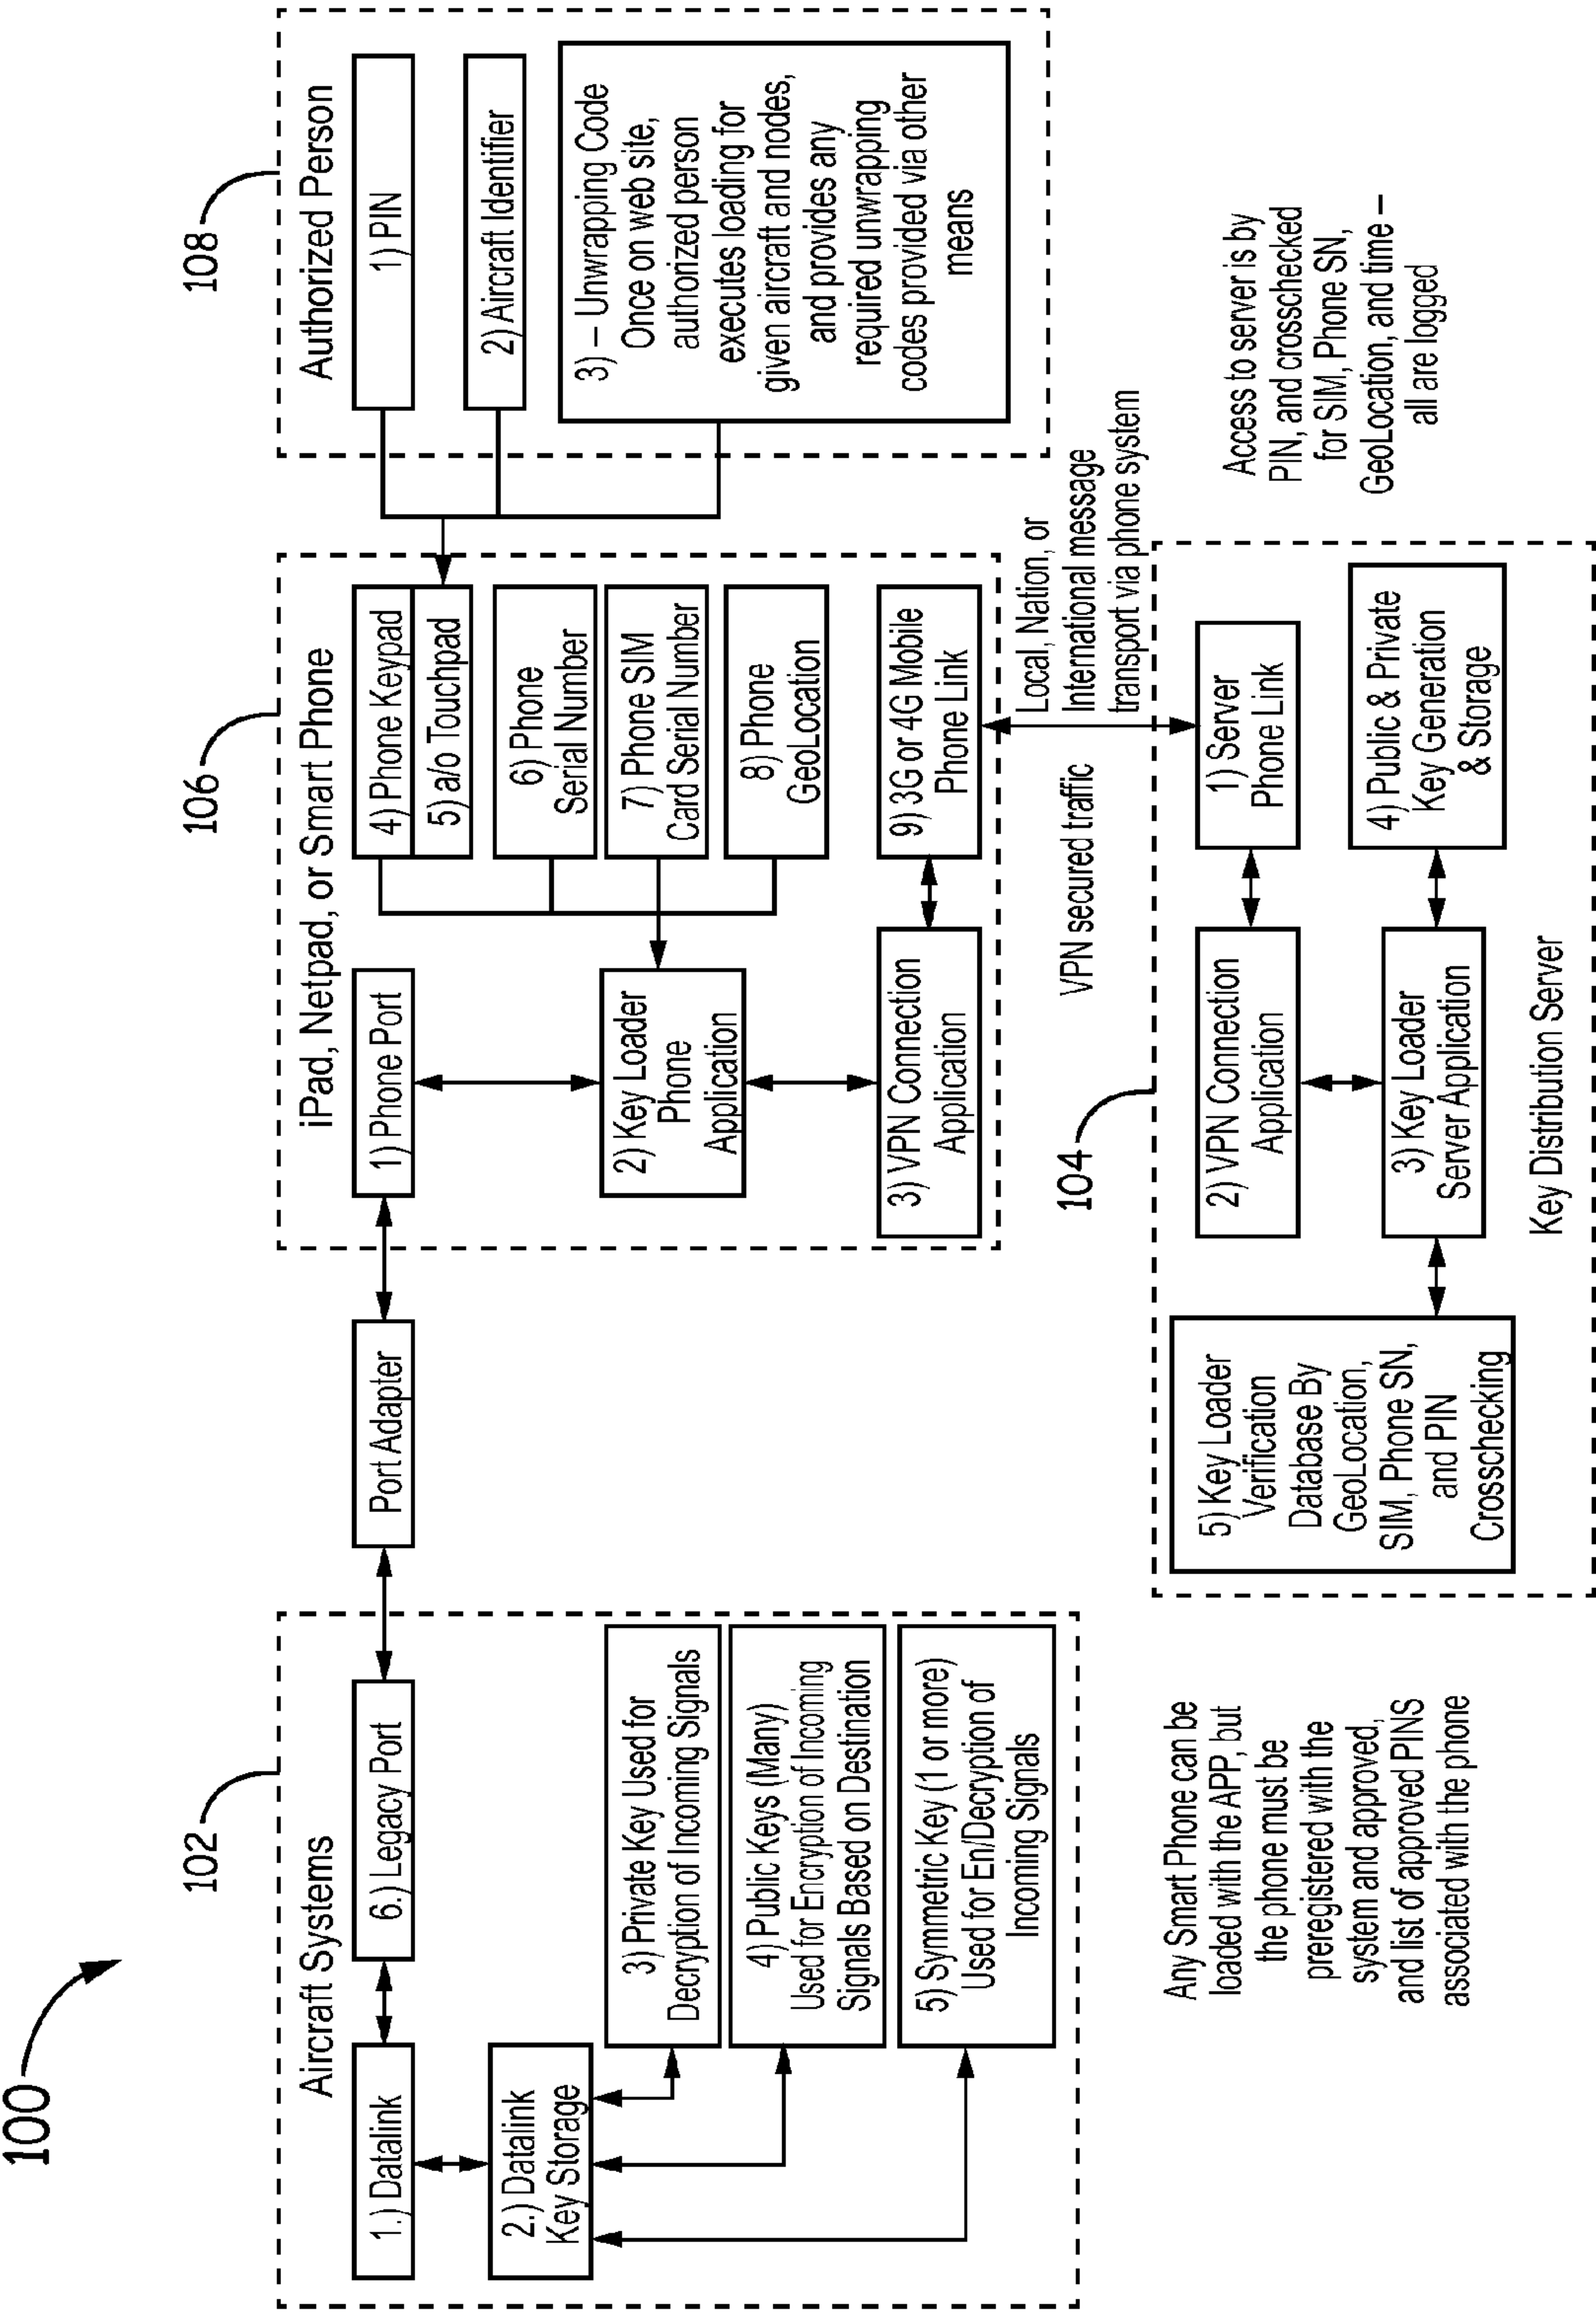 100
102
Aircraft Systems
1.) Datalink
6.) Legacy Port
2.) Datalink
Key Storage
3) Private Key Used for
Decryption of Incoming Signals
4) Public Keys (Many)
Used for Encryption of Incoming
Signals Based on Destination
5) Symmetric Key (1 or more)
Used for En/Decryption of
Incoming Signals
Port Adapter
106
iPad, Netpad, or Smart Phone
1) Phone Port
4) Phone Keypad
5) a/o Touchpad
6) Phone
Serial Number
2) Key Loader
Phone
Application
7) Phone SIM
Card Serial Number
8) Phone
GeoLocation
3) VPN Connection
Application
9) 3G or 4G Mobile
Phone Link
108
Authorized Person
1) PIN
2) Aircraft Identifier
3) – Unwrapping Code
Once on web site,
authorized person
executes loading for
given aircraft and nodes,
and provides any
required unwrapping
codes provided via other
means
VPN secured traffic
Local, Nation, or
International message
transport via phone system
104
5) Key Loader
Verification
Database By
GeoLocation,
SIM, Phone SN,
and PIN
Crosschecking
2) VPN Connection
Application
1) Server
Phone Link
3) Key Loader
Server Application
4) Public & Private
Key Generation
& Storage
Key Distribution Server
Any Smart Phone can be
loaded with the APP, but
the phone must be
preregistered with the
system and approved,
and list of approved PINS
associated with the phone
Access to server is by
PIN, and crosschecked
for SIM, Phone SN,
GeoLocation, and time –
all are logged